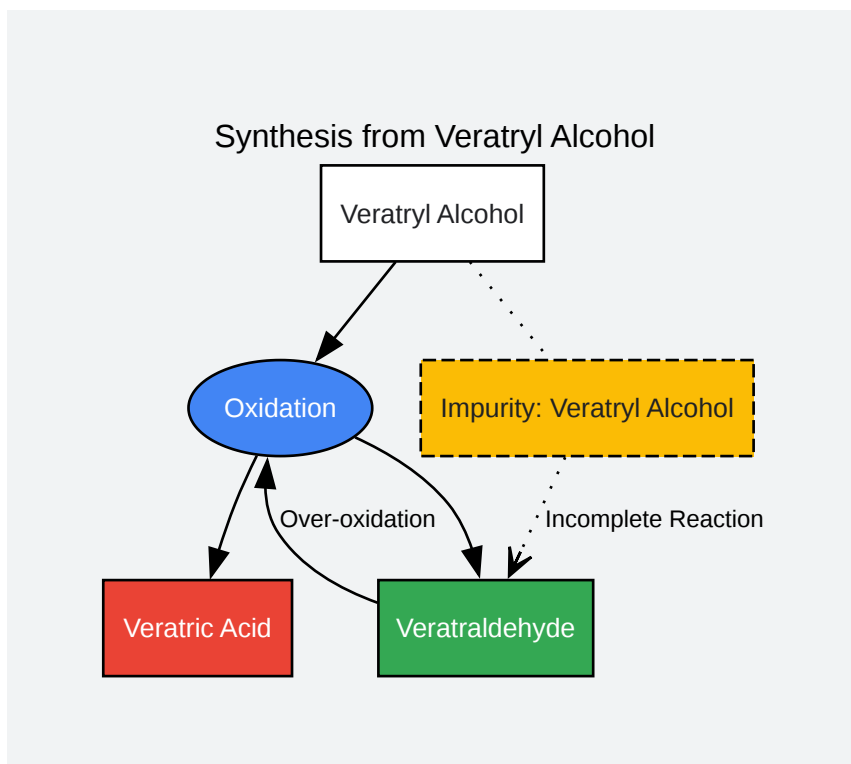 Synthesis from Veratryl Alcohol
Veratryl Alcohol
Oxidation
Impurity: Veratryl Alcohol
Over-oxidation
Incomplete Reaction
Veratric Acid
Veratraldehyde